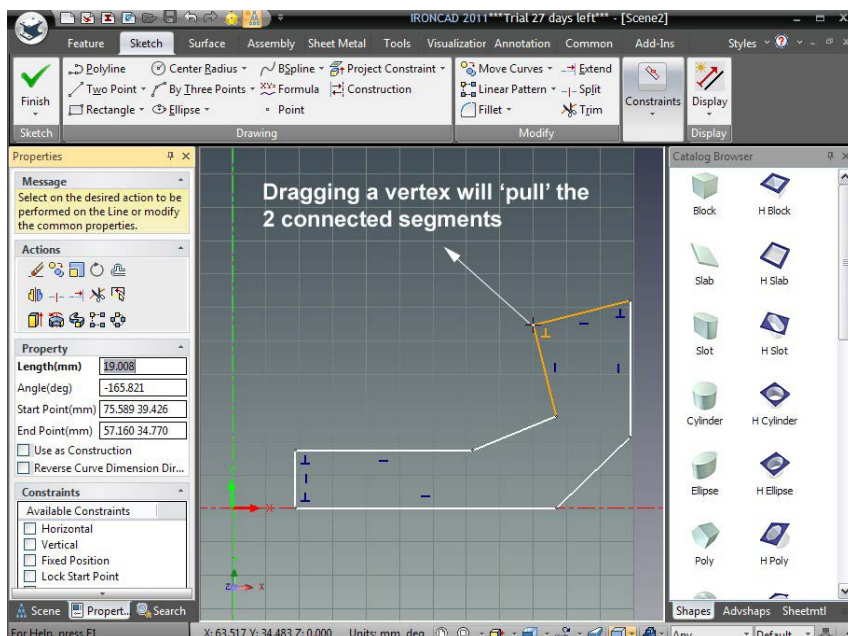 IRONCAD 2011***Trial 27 days left*** - [Scene2]
Feature Sketch Surface Assembly Sheet Metal Tools Visualization Annotation Common Add-Ins Styles
Finish
Polyline Center Radius BSpline Project Constraint
Two Point By Three Points Formula Construction
Rectangle Ellipse Point
Move Curves Extend
Linear Pattern Split
Fillet Trim
Constraints
Display
Sketch Drawing Modify Display
Properties
Message
Select on the desired action to be
performed on the Line or modify
the common properties.
Actions
Property
Length(mm) 19.008
Angle(deg) -165.821
Start Point(mm) 75.589 39.426
End Point(mm) 57.160 34.770
Use as Construction
Reverse Curve Dimension Dir...
Constraints
Available Constraints
Horizontal
Vertical
Fixed Position
Lock Start Point
Scene Propert... Search
Dragging a vertex will ‘pull’ the
2 connected segments
X
Y
Z X
Catalog Browser
Block H Block
Slab H Slab
Slot H Slot
Cylinder H Cylinder
Ellipse H Ellipse
Poly H Poly
Shapes Advshaps Sheetmtl
For Help, press F1 X: 63.517 Y: 34.483 Z: 0.000 Units: mm, deg Any Default